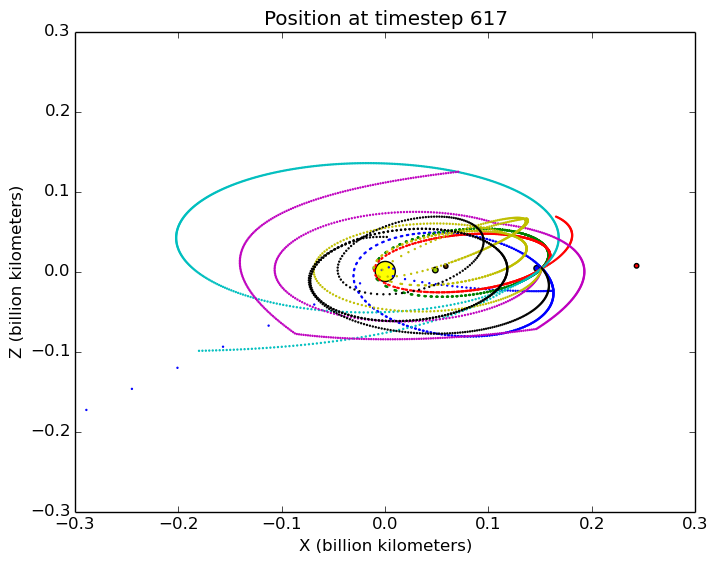 Position at timestep 617
0.3
0.2
0.1
0.0
−0.1
−0.2
−0.3
Z (billion kilometers)
−0.3 −0.2 −0.1 0.0 0.1 0.2 0.3
X (billion kilometers)